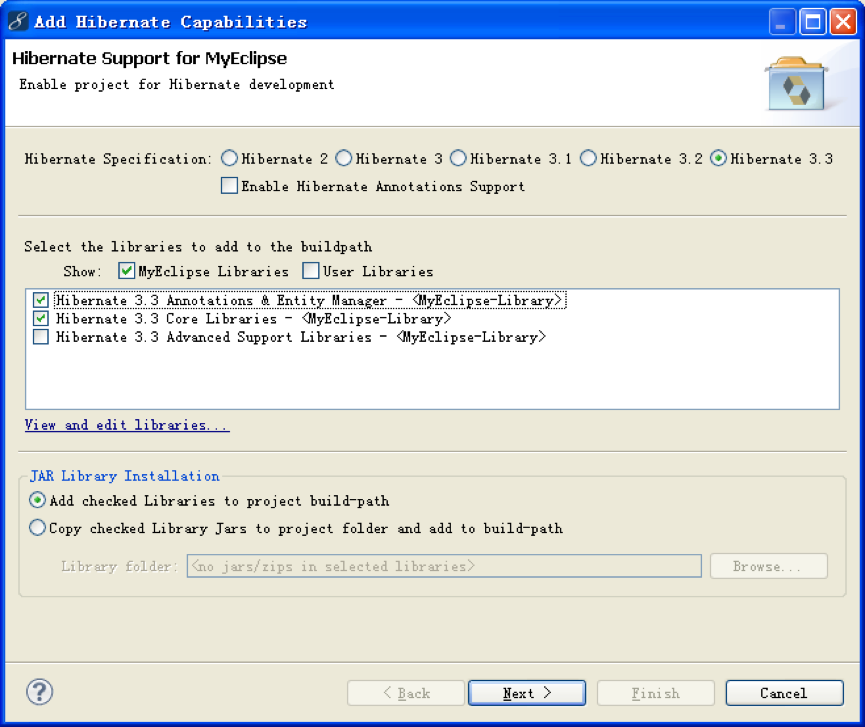 Add Hibernate Capabilities
Hibernate Support for MyEclipse
Enable project for Hibernate development
Hibernate Specification: Hibernate 2 Hibernate 3 Hibernate 3.1 Hibernate 3.2 Hibernate 3.3
Enable Hibernate Annotations Support
Select the libraries to add to the buildpath
Show: MyEclipse Libraries User Libraries
Hibernate 3.3 Annotations & Entity Manager - <MyEclipse-Library>
Hibernate 3.3 Core Libraries - <MyEclipse-Library>
Hibernate 3.3 Advanced Support Libraries - <MyEclipse-Library>
View and edit libraries...
JAR Library Installation
Add checked Libraries to project build-path
Copy checked Library Jars to project folder and add to build-path
Library folder: <no jars/zips in selected libraries> Browse...
? < Back Next > Finish Cancel